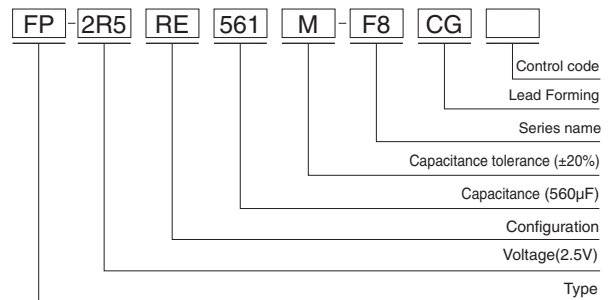 FP - 2R5 RE 561 M - F8 CG
Control code
Lead Forming
Series name
Capacitance tolerance (±20%)
Capacitance (560μF)
Configuration
Voltage(2.5V)
Type